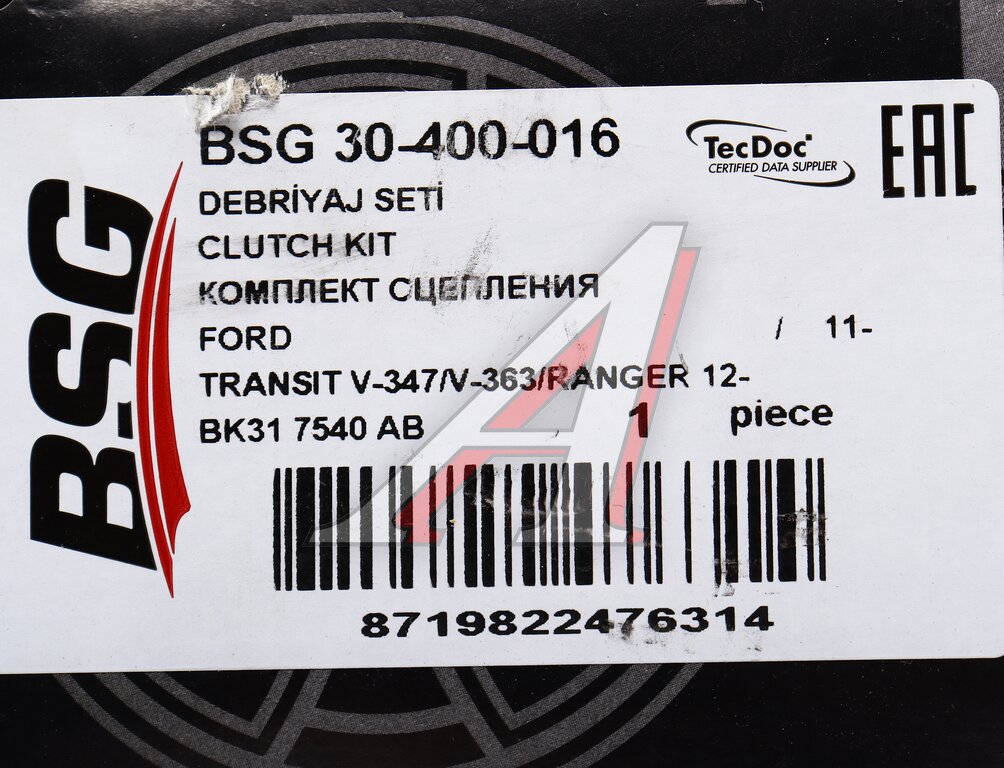 BSG
BSG 30-400-016
TecDoc
CERTIFIED DATA SUPPLIER
EAC
DEBRİYAJ SETİ
CLUTCH KIT
КОМПЛЕКТ СЦЕПЛЕНИЯ
FORD / 11-
TRANSIT V-347/V-363/RANGER 12-
BK31 7540 AB 1 piece
8719822476314